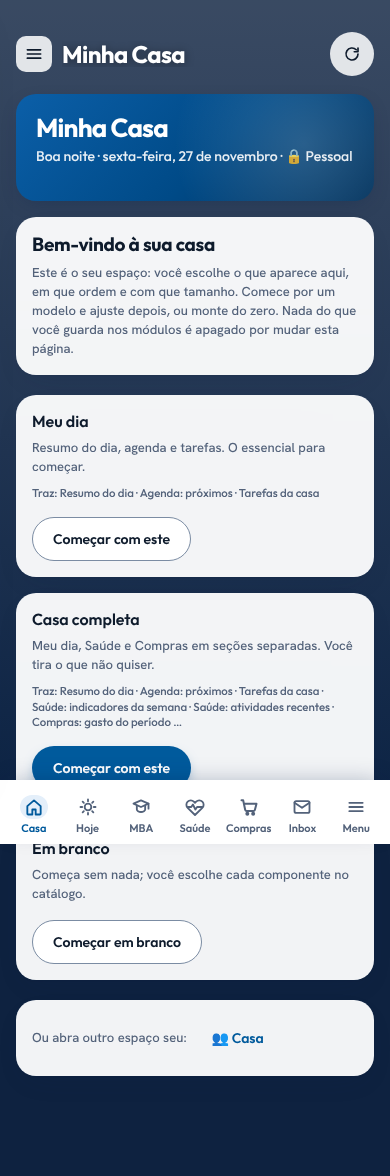 Minha Casa
Minha Casa
Boa noite · sexta-feira, 27 de novembro · 🔒 Pessoal
Bem-vindo à sua casa
Este é o seu espaço: você escolhe o que aparece aqui,
em que ordem e com que tamanho. Comece por um
modelo e ajuste depois, ou monte do zero. Nada do que
você guarda nos módulos é apagado por mudar esta
página.
Meu dia
Resumo do dia, agenda e tarefas. O essencial para
começar.
Traz: Resumo do dia · Agenda: próximos · Tarefas da casa
Começar com este
Casa completa
Meu dia, Saúde e Compras em seções separadas. Você
tira o que não quiser.
Traz: Resumo do dia · Agenda: próximos · Tarefas da casa ·
Saúde: indicadores da semana · Saúde: atividades recentes ·
Compras: gasto do período ...
Começar com este
Casa
Hoje
MBA
Saúde
Compras
Inbox
Menu
Em branco
Começa sem nada; você escolhe cada componente no
catálogo.
Começar em branco
Ou abra outro espaço seu: 👥 Casa